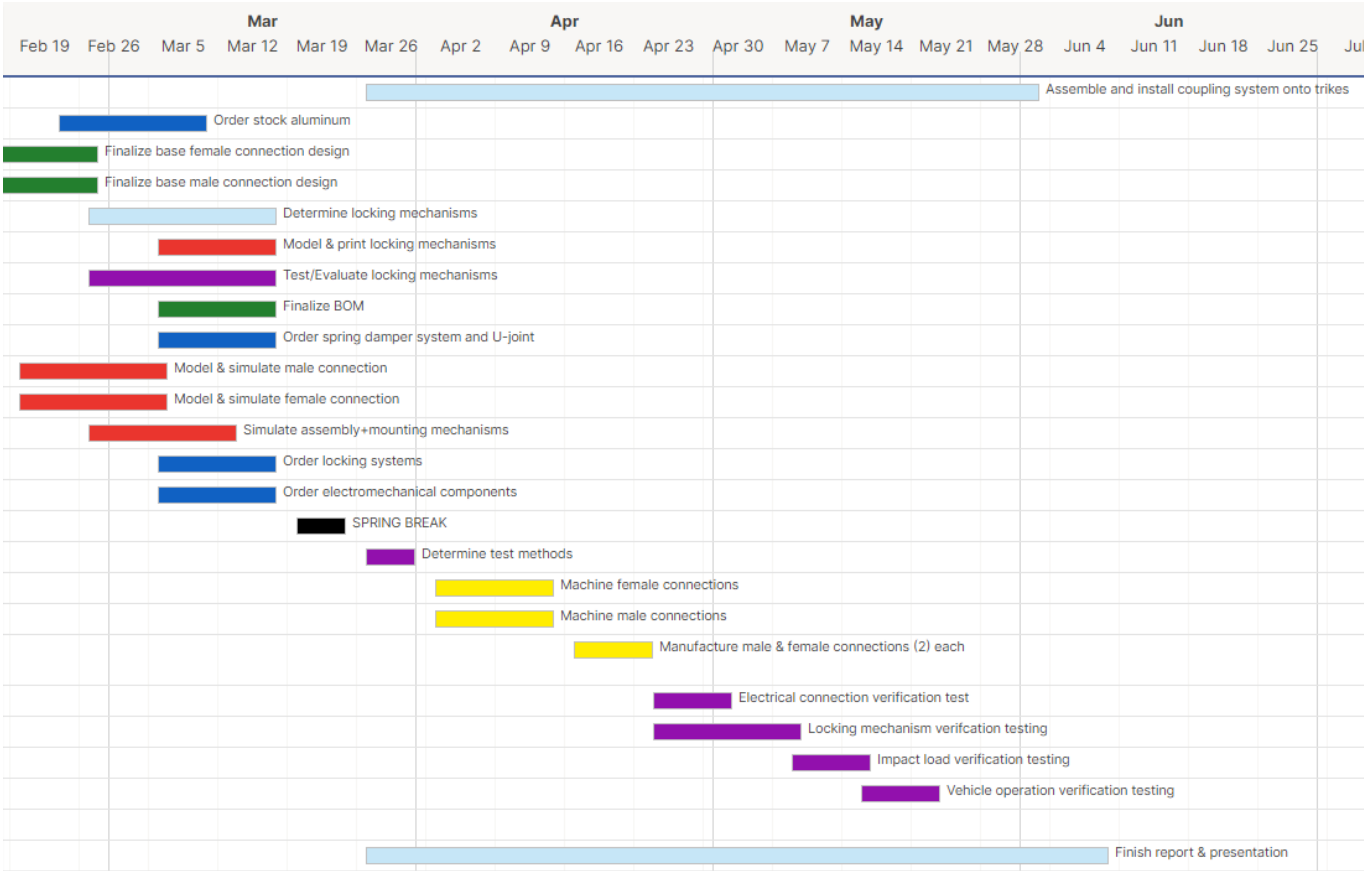 Mar Apr May Jun
Feb 19 Feb 26 Mar 5 Mar 12 Mar 19 Mar 26 Apr 2 Apr 9 Apr 16 Apr 23 Apr 30 May 7 May 14 May 21 May 28 Jun 4 Jun 11 Jun 18 Jun 25 Jul
Assemble and install coupling system onto trikes
Order stock aluminum
Finalize base female connection design
Finalize base male connection design
Determine locking mechanisms
Model & print locking mechanisms
Test/Evaluate locking mechanisms
Finalize BOM
Order spring damper system and U-joint
Model & simulate male connection
Model & simulate female connection
Simulate assembly+mounting mechanisms
Order locking systems
Order electromechanical components
SPRING BREAK
Determine test methods
Machine female connections
Machine male connections
Manufacture male & female connections (2) each
Electrical connection verification test
Locking mechanism verifcation testing
Impact load verification testing
Vehicle operation verification testing
Finish report & presentation